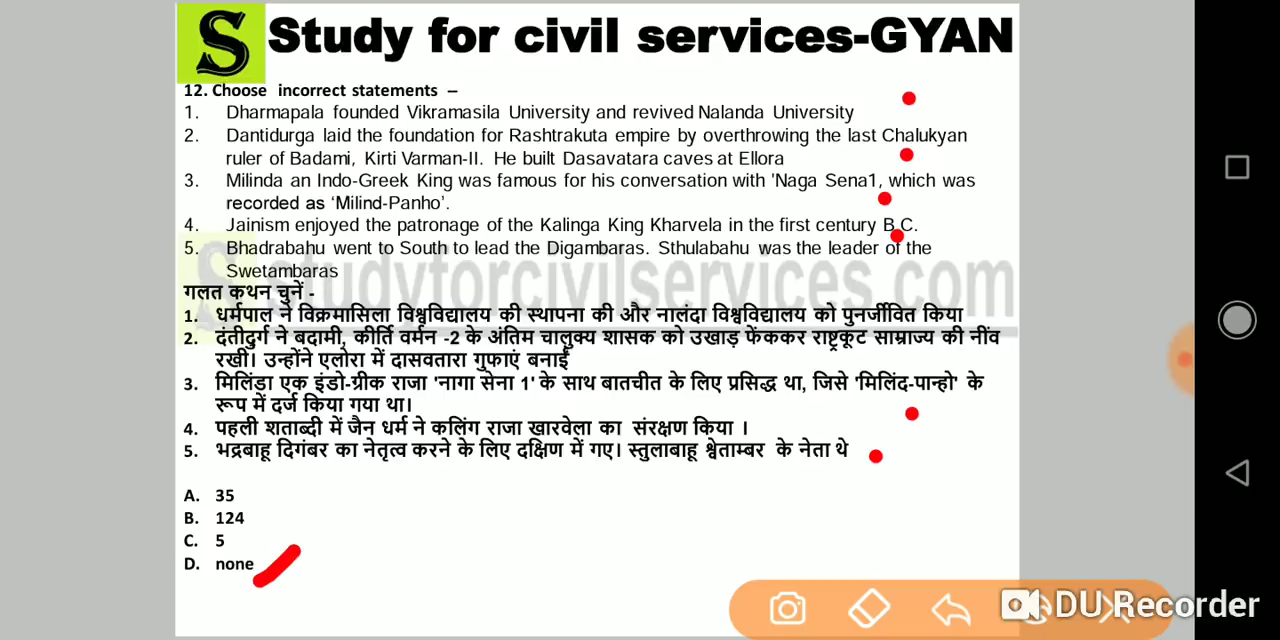 S Study for civil services-GYAN
12. Choose incorrect statements –
1. Dharmapala founded Vikramasila University and revived Nalanda University
2. Dantidurga laid the foundation for Rashtrakuta empire by overthrowing the last Chalukyan
ruler of Badami, Kirti Varman-II. He built Dasavatara caves at Ellora
3. Milinda an Indo-Greek King was famous for his conversation with 'Naga Sena1, which was
recorded as ‘Milind-Panho’.
4. Jainism enjoyed the patronage of the Kalinga King Kharvela in the first century B.C.
5. Bhadrabahu went to South to lead the Digambaras. Sthulabahu was the leader of the
Swetambaras
studyforcivilservices.com
गलत कथन चुनें -
1. धर्मपाल ने विक्रमासिला विश्वविद्यालय की स्थापना की और नालंदा विश्वविद्यालय को पुनर्जीवित किया
2. दंतीदुर्ग ने बदामी, कीर्ति वर्मन -2 के अंतिम चालुक्य शासक को उखाड़ फेंककर राष्ट्रकूट साम्राज्य की नींव
रखी। उन्होंने एलोरा में दासवतारा गुफाएं बनाईं
3. मिलिंडा एक इंडो-ग्रीक राजा 'नागा सेना 1' के साथ बातचीत के लिए प्रसिद्ध था, जिसे 'मिलिंद-पान्हो' के
रूप में दर्ज किया गया था।
4. पहली शताब्दी में जैन धर्म ने कलिंग राजा खारवेला का संरक्षण किया ।
5. भद्रबाहू दिगंबर का नेतृत्व करने के लिए दक्षिण में गए। स्तुलाबाहू श्वेताम्बर के नेता थे
A. 35
B. 124
C. 5
D. none
DU Recorder